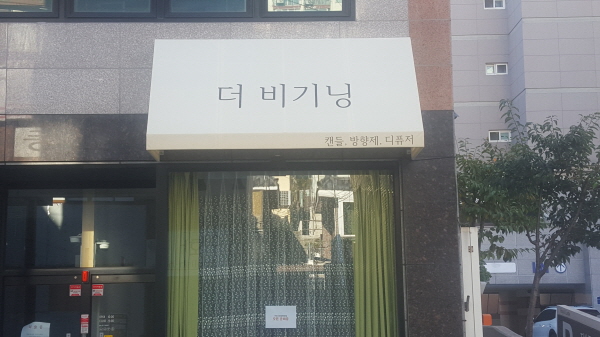 더 비기닝
캔들. 방향제. 디퓨저